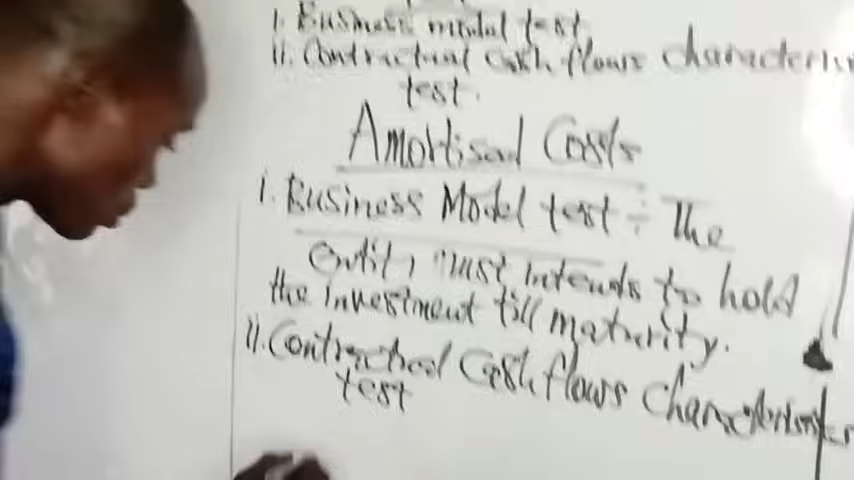 I. Business model test
II. Contractual Cash flows characteris
test.
Amortised Costs
I. Business Model test :- The
Entity must intends to hold
the investment till maturity.
II. Contractual Cash flows Characteristics
test